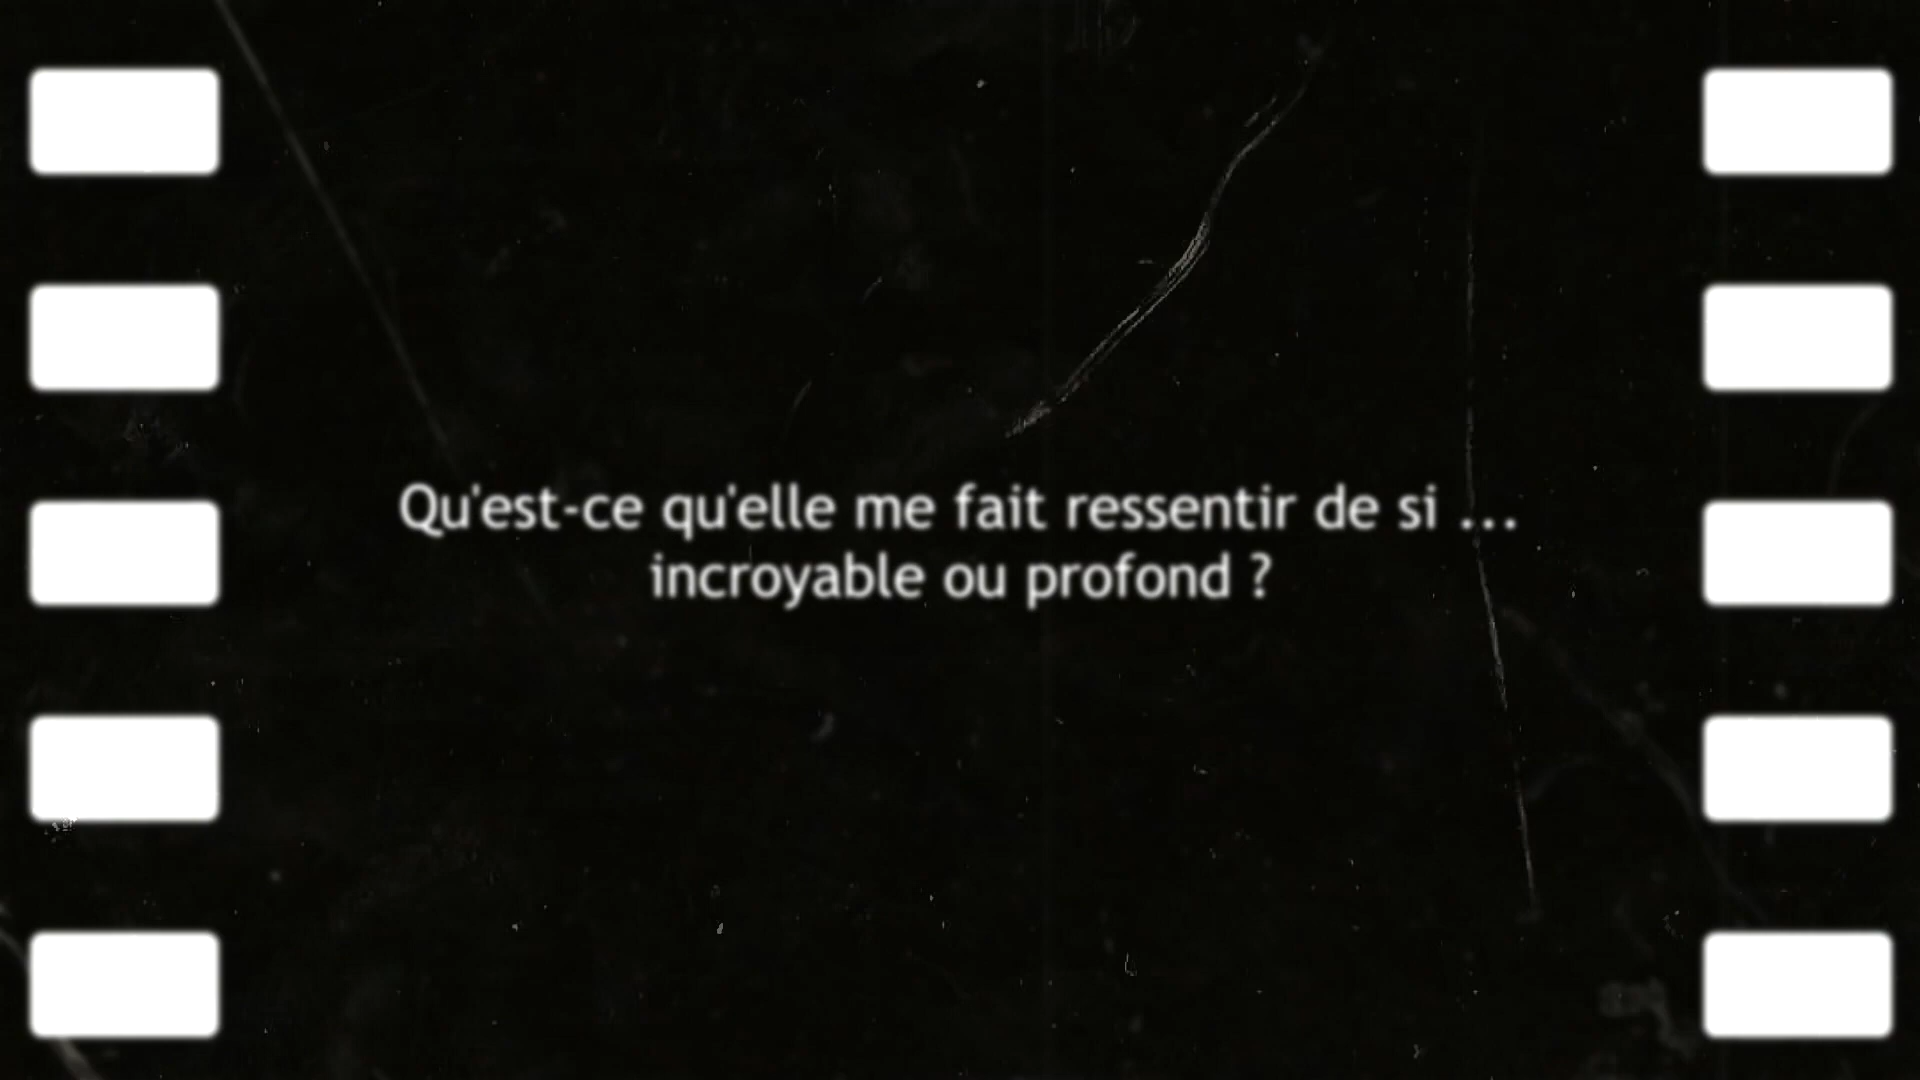 Qu'est-ce qu'elle me fait ressentir de si ...
incroyable ou profond ?